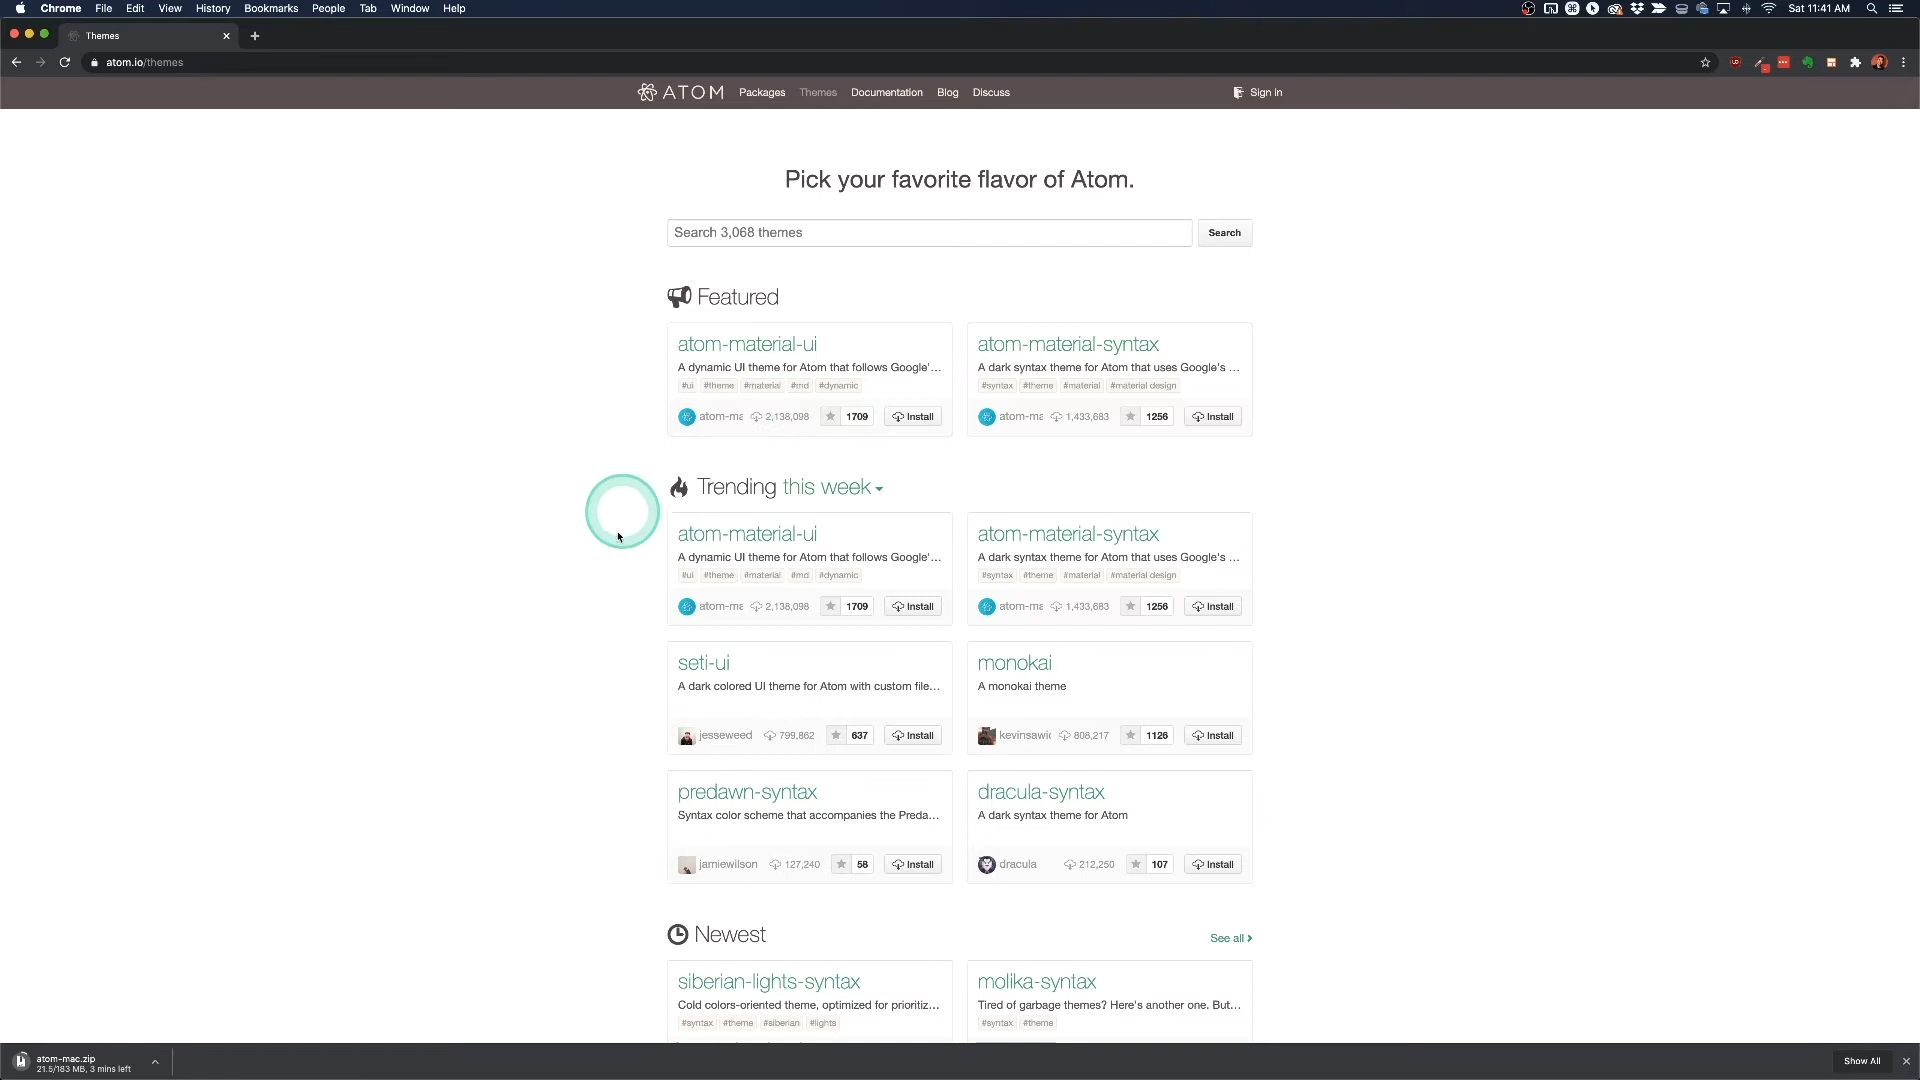 Chrome File Edit View History Bookmarks People Tab Window Help Sat 11:41 AM
Themes
atom.io/themes
ATOM Packages Themes Documentation Blog Discuss Sign in
Pick your favorite flavor of Atom.
Search 3,068 themes Search
Featured
atom-material-ui
A dynamic UI theme for Atom that follows Google'...
#ui #theme #material #md #dynamic
atom-ma 2,138,098 1709 Install
atom-material-syntax
A dark syntax theme for Atom that uses Google's ...
#syntax #theme #material #material design
atom-ma 1,433,683 1256 Install
Trending this week
atom-material-ui
A dynamic UI theme for Atom that follows Google'...
#ui #theme #material #md #dynamic
atom-ma 2,138,098 1709 Install
atom-material-syntax
A dark syntax theme for Atom that uses Google's ...
#syntax #theme #material #material design
atom-ma 1,433,683 1256 Install
seti-ui
A dark colored UI theme for Atom with custom file...
jesseweed 799,862 637 Install
monokai
A monokai theme
kevinsawic 808,217 1126 Install
predawn-syntax
Syntax color scheme that accompanies the Preda...
jamiewilson 127,240 58 Install
dracula-syntax
A dark syntax theme for Atom
dracula 212,250 107 Install
Newest See all
siberian-lights-syntax
Cold colors-oriented theme, optimized for prioritiz...
#syntax #theme #siberian #lights
molika-syntax
Tired of garbage themes? Here's another one. But...
#syntax #theme
atom-mac.zip
21.5/183 MB, 3 mins left
Show All